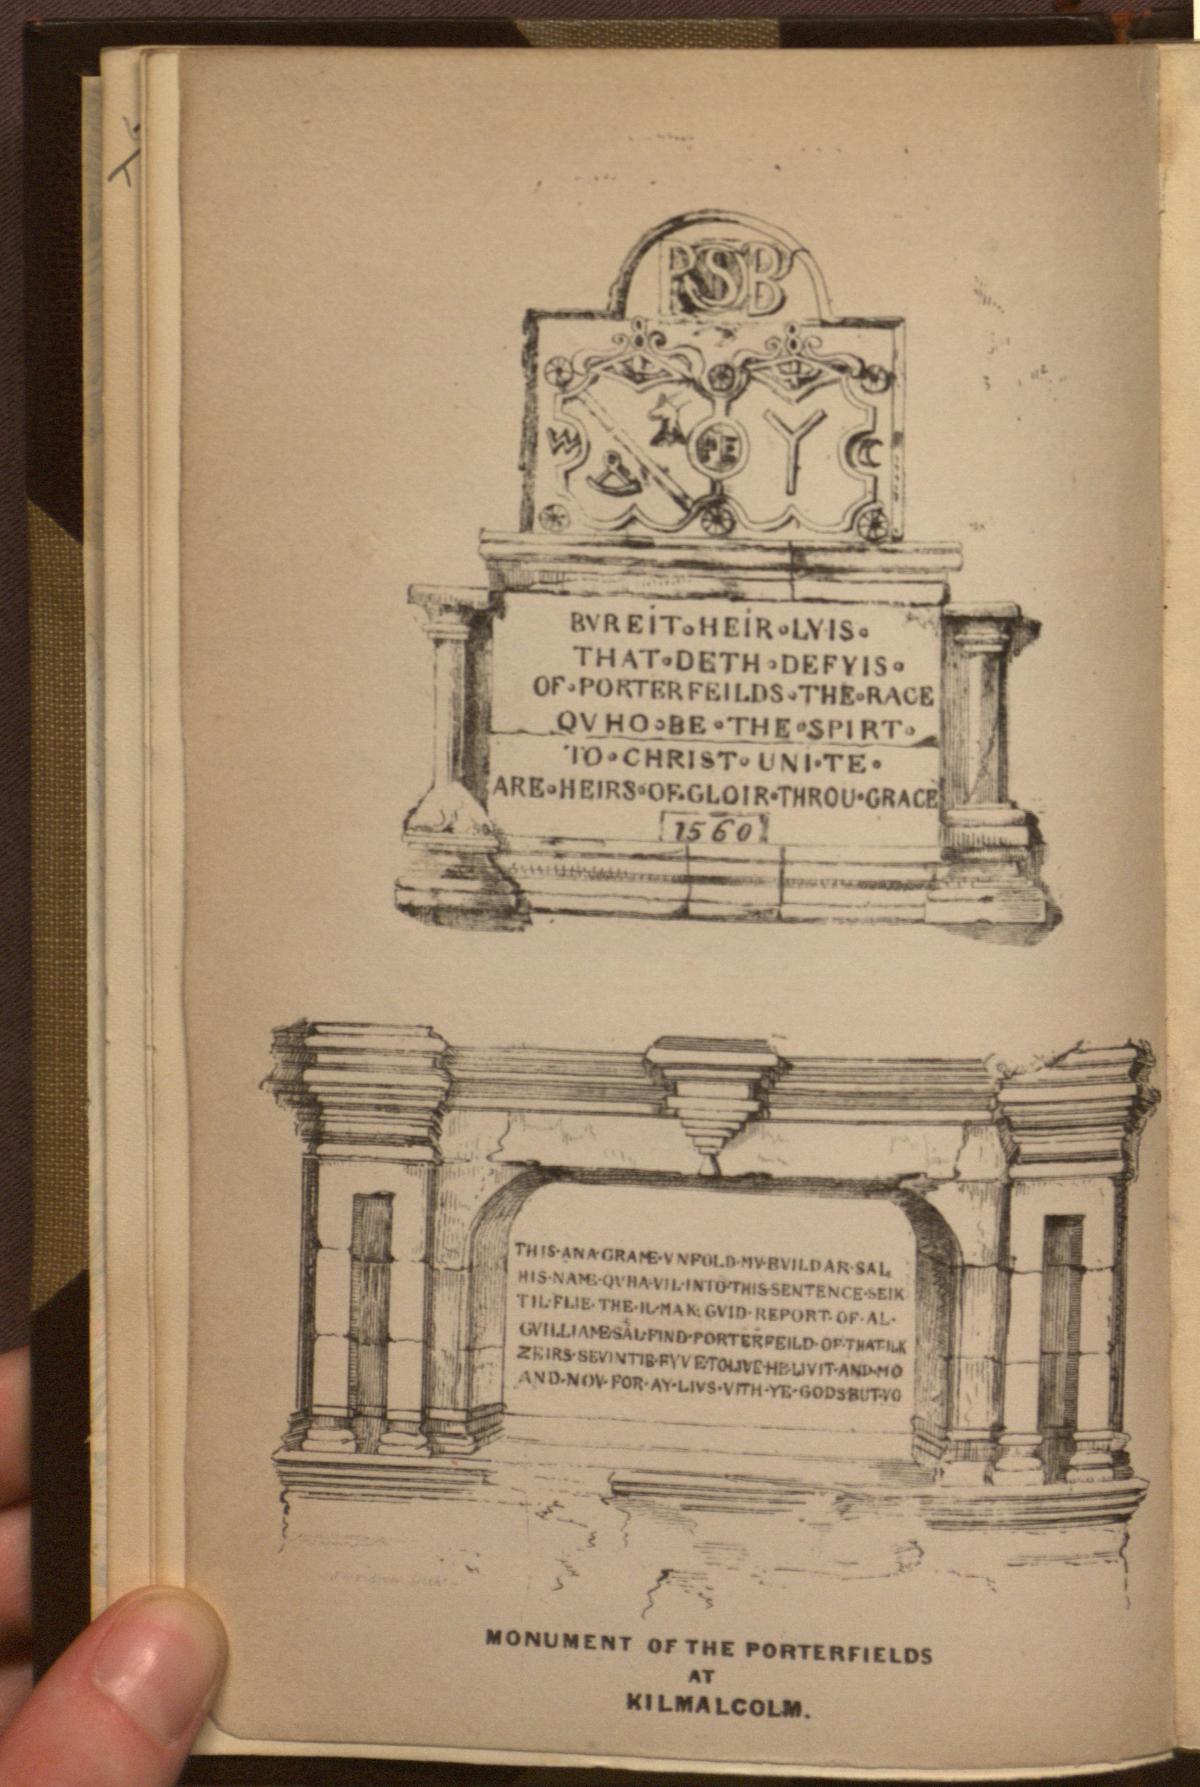 RSB
W
PE
BVREIT∘HEIR∘LYIS∘
THAT∘DETH∘DEFYIS∘
OF∘PORTERFEILDS∘THE∘RACE
QVHO∘BE∘THE∘SPIRT∘
TO∘CHRIST∘UNI∙TE∘
ARE∘HEIRS∘OF∙GLOIR∙THROU∙GRACE
1560
THIS∙ANA∙GRAME∙VNFOLD∙MY∙BVILDAR∙SAL
HIS∙NAME∙QVHA∙VIL∙INTO∙THIS∙SENTENCE∙SEIK
TIL∙FLIE∙THE∙IL∙MAK∙GVID∙REPORT∙OF∙AL∙
GVILLIAME∙SAL∙FIND∙PORTERFEILD∙OF∙THAT∙ILK
ZEIRS∙SEVINTIE∙FYVE∙TO∙LIVE∙HE∙LIVIT∙AND∙MO
AND∙NOV∙FOR∙AY∙LIVS∙VITH∙YE∙GODS∙BUT∙VO
MONUMENT OF THE PORTERFIELDS
AT
KILMALCOLM.